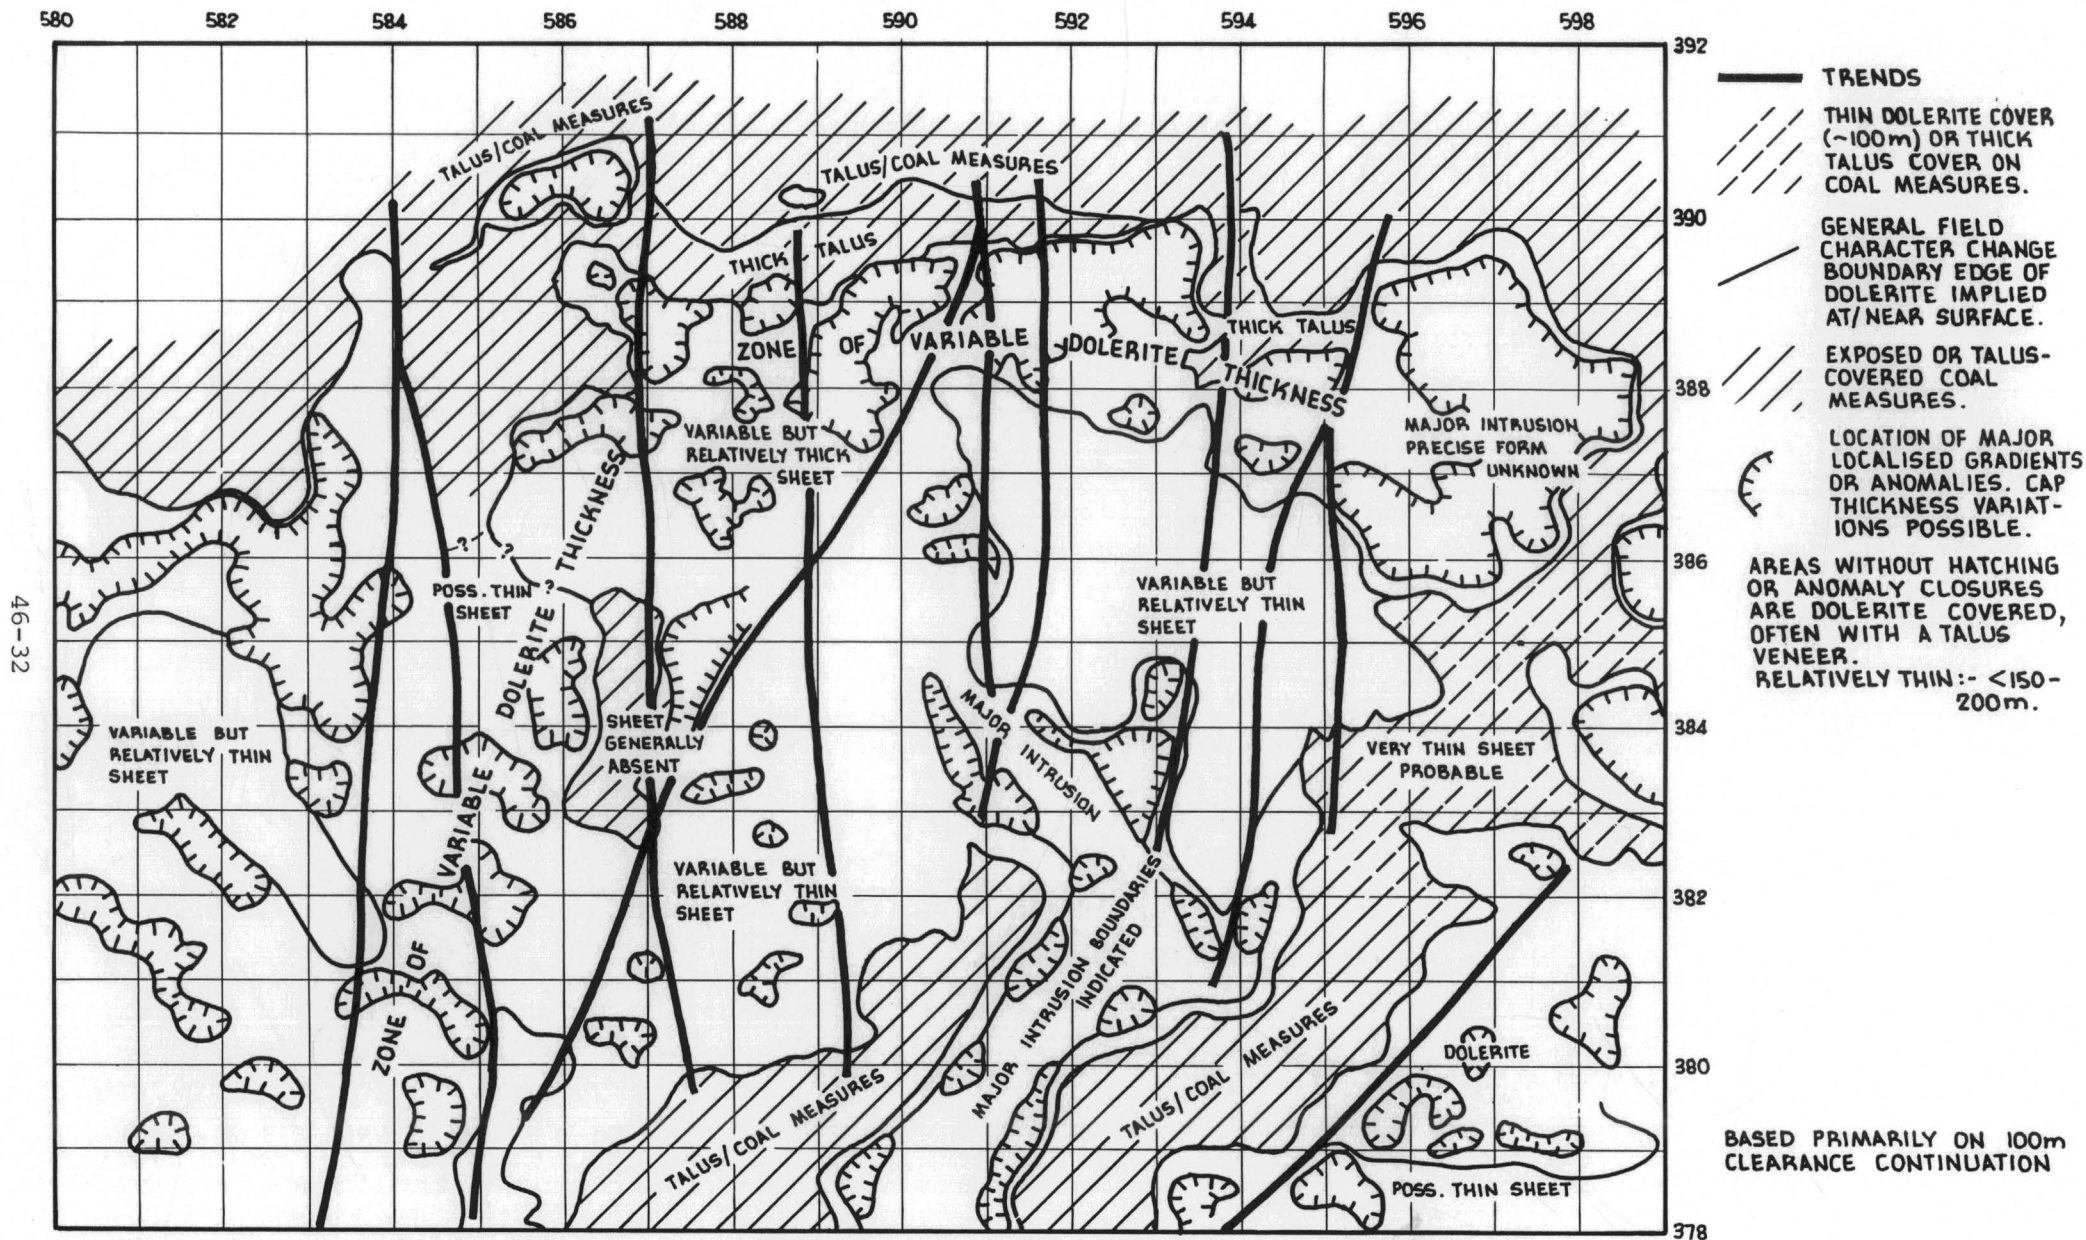 580 582 584 586 588 590 592 594 596 598
392
390
388
386
384
382
380
378
46-32
TALUS/COAL MEASURES
TALUS/COAL MEASURES
THICK TALUS
THICK TALUS
ZONE OF VARIABLE DOLERITE THICKNESS
VARIABLE BUT
RELATIVELY THICK
SHEET
MAJOR INTRUSION
PRECISE FORM
UNKNOWN
? ? ?
POSS. THIN
SHEET
ZONE OF VARIABLE DOLERITE THICKNESS
VARIABLE BUT
RELATIVELY THIN
SHEET
SHEET
GENERALLY
ABSENT
MAJOR INTRUSION
VARIABLE BUT
RELATIVELY THIN
SHEET
VERY THIN SHEET
PROBABLE
VARIABLE BUT
RELATIVELY THIN
SHEET
MAJOR INTRUSION BOUNDARIES
INDICATED
TALUS/COAL MEASURES
TALUS/COAL MEASURES
DOLERITE
POSS. THIN SHEET
TRENDS
THIN DOLERITE COVER
(~100m) OR THICK
TALUS COVER ON
COAL MEASURES.
GENERAL FIELD
CHARACTER CHANGE
BOUNDARY EDGE OF
DOLERITE IMPLIED
AT/NEAR SURFACE.
EXPOSED OR TALUS-
COVERED COAL
MEASURES.
LOCATION OF MAJOR
LOCALISED GRADIENTS
OR ANOMALIES. CAP
THICKNESS VARIAT-
IONS POSSIBLE.
AREAS WITHOUT HATCHING
OR ANOMALY CLOSURES
ARE DOLERITE COVERED,
OFTEN WITH A TALUS
VENEER.
RELATIVELY THIN:- <150-
200m.
BASED PRIMARILY ON 100m
CLEARANCE CONTINUATION